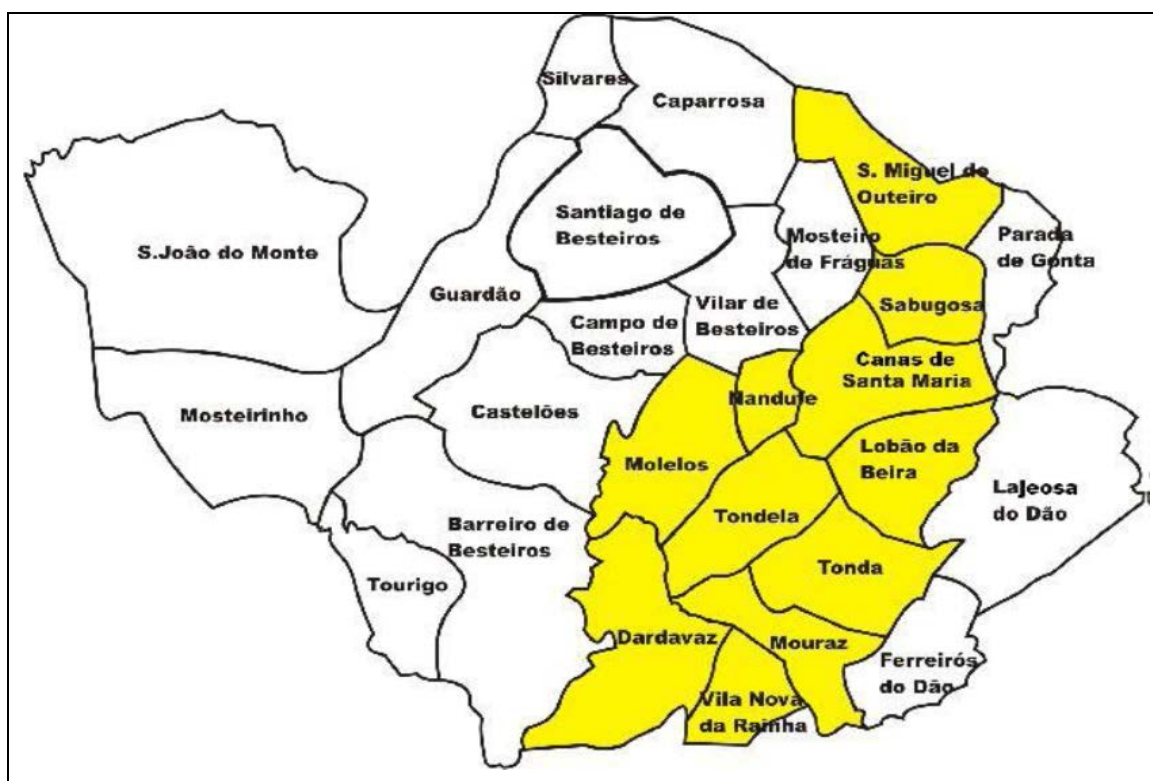 Silvares
Caparrosa
S. Miguel do
Outeiro
Santiago de
Besteiros
Mosteiro
de Fráguas
Parada
de Gonta
S.João do Monte
Guardão
Vilar de
Besteiros
Sabugosa
Campo de
Besteiros
Canas de
Santa Maria
Mosteirinho
Castelões
Nandufe
Molelos
Lobão da
Beira
Lajeosa
do Dão
Tondela
Barreiro de
Besteiros
Tonda
Tourigo
Dardavaz
Mouraz
Ferreirós
do Dão
Vila Nova
da Rainha